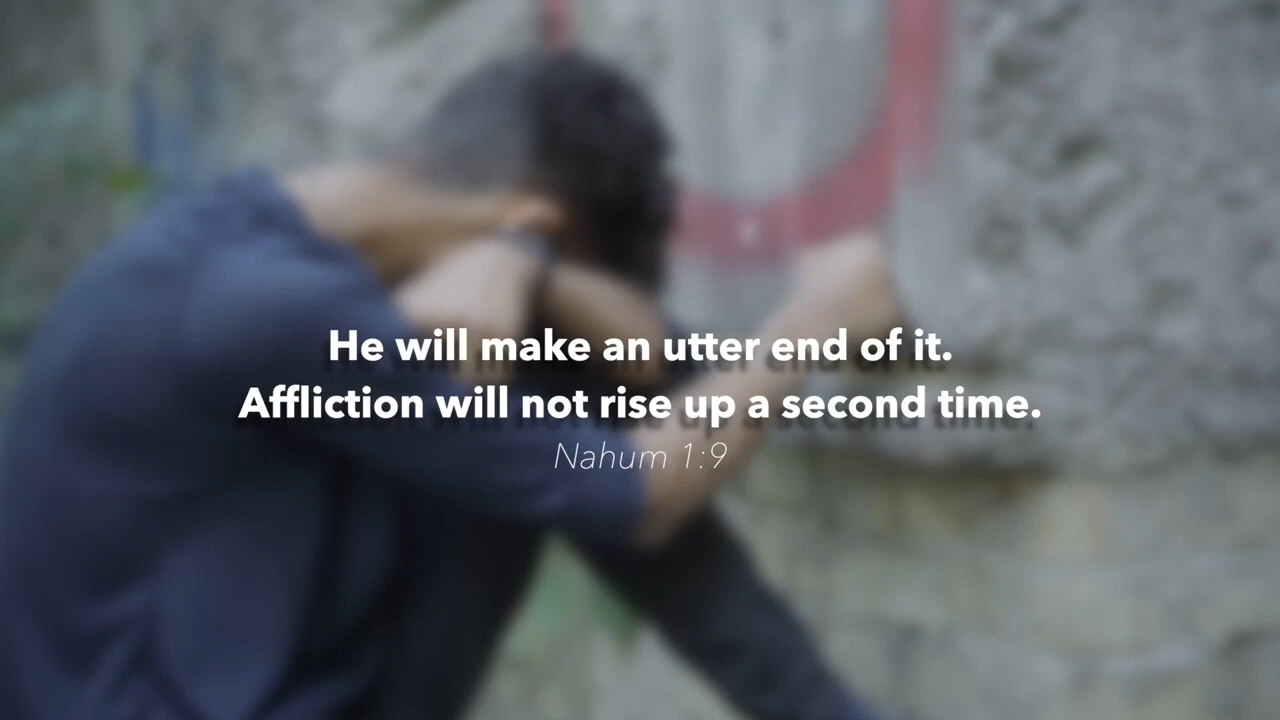 He will make an utter end of it.
Affliction will not rise up a second time.
Nahum 1:9